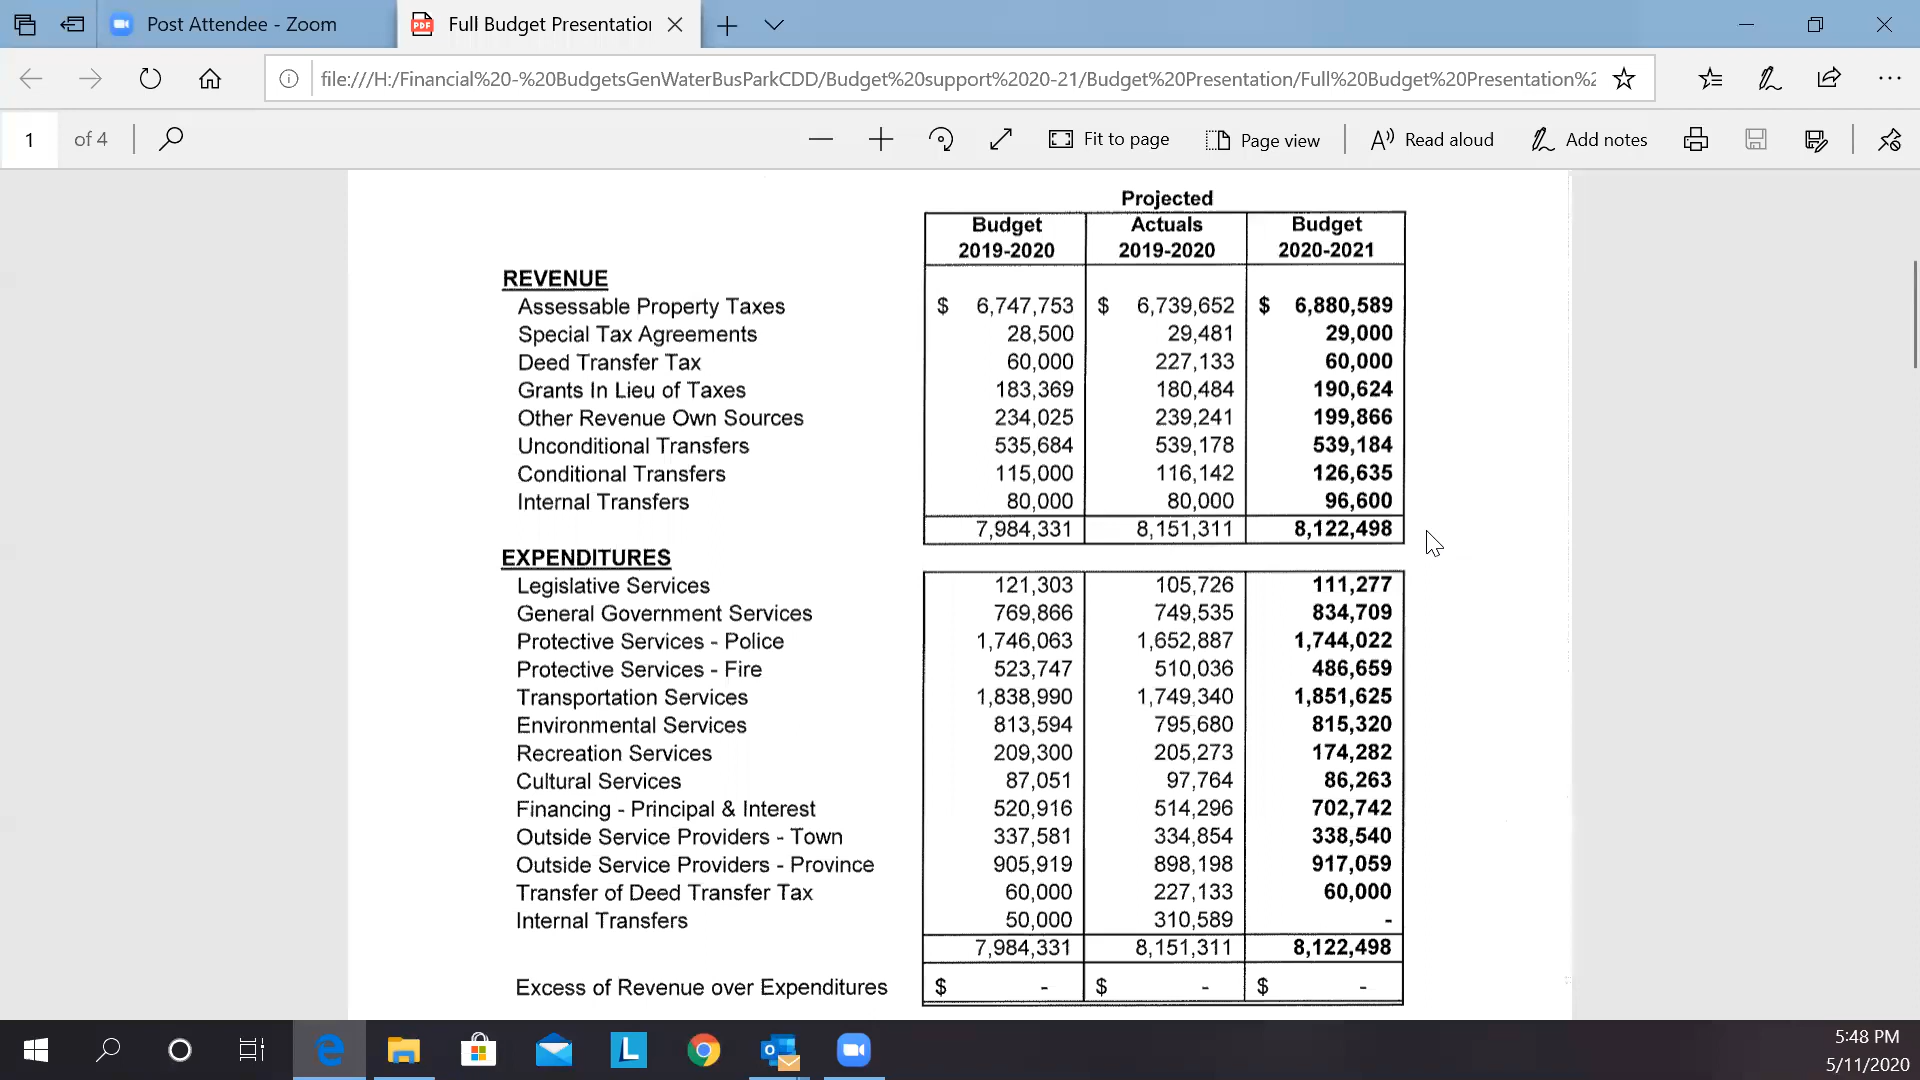 Post Attendee - Zoom
Full Budget Presentation
file:///H:/Financial%20-%20BudgetsGenWaterBusParkCDD/Budget%20support%2020-21/Budget%20Presentation/Full%20Budget%20Presentation%2
1 of 4 Fit to page Page view Read aloud Add notes
Projected
Budget Actuals Budget
2019-2020 2019-2020 2020-2021
REVENUE
Assessable Property Taxes $ 6,747,753 $ 6,739,652 $ 6,880,589
Special Tax Agreements 28,500 29,481 29,000
Deed Transfer Tax 60,000 227,133 60,000
Grants In Lieu of Taxes 183,369 180,484 190,624
Other Revenue Own Sources 234,025 239,241 199,866
Unconditional Transfers 535,684 539,178 539,184
Conditional Transfers 115,000 116,142 126,635
Internal Transfers 80,000 80,000 96,600
7,984,331 8,151,311 8,122,498
EXPENDITURES
Legislative Services 121,303 105,726 111,277
General Government Services 769,866 749,535 834,709
Protective Services - Police 1,746,063 1,652,887 1,744,022
Protective Services - Fire 523,747 510,036 486,659
Transportation Services 1,838,990 1,749,340 1,851,625
Environmental Services 813,594 795,680 815,320
Recreation Services 209,300 205,273 174,282
Cultural Services 87,051 97,764 86,263
Financing - Principal & Interest 520,916 514,296 702,742
Outside Service Providers - Town 337,581 334,854 338,540
Outside Service Providers - Province 905,919 898,198 917,059
Transfer of Deed Transfer Tax 60,000 227,133 60,000
Internal Transfers 50,000 310,589 -
7,984,331 8,151,311 8,122,498
Excess of Revenue over Expenditures $ - $ - $ -
5:48 PM
5/11/2020